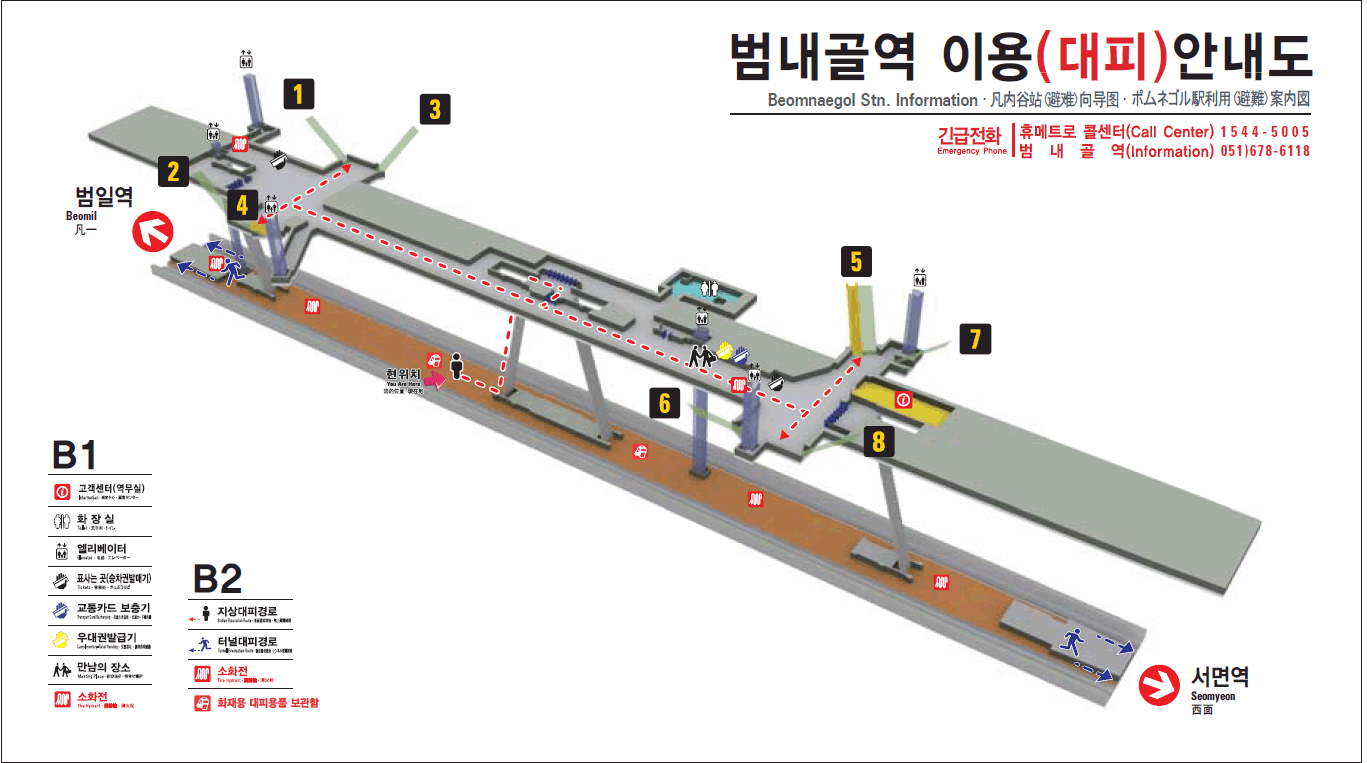 범내골역 이용(대피)안내도
Beomnaegol Stn. Information · 凡内谷站(避难)向导图 · ボムネゴル駅利用(避難)案内図
긴급전화
Emergency Phone
휴메트로 콜센터(Call Center) 1544-5005
범 내 골 역(Information) 051)678-6118
1
3
2
4
범일역
Beomil
凡一
5
7
6
8
현위치
You Are Here
서면역
Seomyeon
西面
B1
고객센터(역무실)
화 장 실
엘리베이터
표사는 곳(승차권발매기)
교통카드 보충기
우대권발급기
만남의 장소
Meeting Place
소화전
Fire Hydrant
B2
지상대피경로
터널대피경로
소화전
Fire Hydrant
화재용 대피용품 보관함